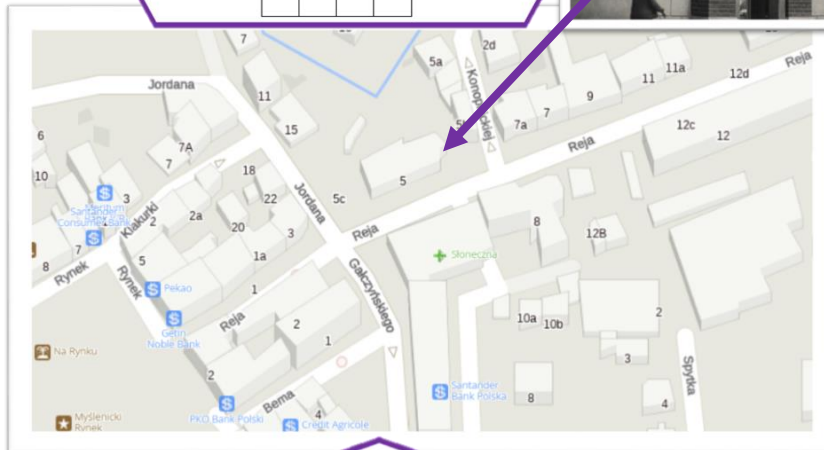 7
5a
2d
Konopnickiej
11
11a
12d
Reja
Jordana
11
15
7a
7
9
Reja
12c
12
6
10
7A
7
18
22
Jordana
5c
5
3
Santander
Consumer Bank
Klakurki
2
2a
20
3
Reja
8
12B
7
8
Rynek
Rynek
5
1a
Słoneczna
Gałczyńskiego
Pekao
1
Getin
Noble Bank
Reja
2
1
10a
10b
2
Na Rynku
2
3
Spytka
Santander
Bank Polska
8
4
Myślenicki
Rynek
PKO Bank Polski
Berna
4
Credit Agricole